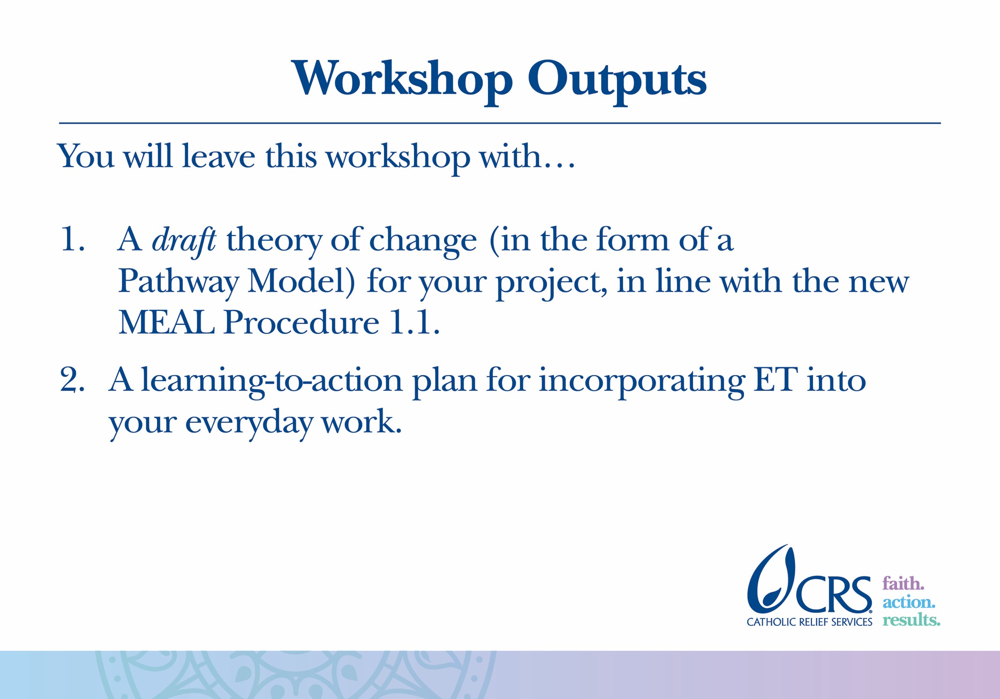 Workshop Outputs
You will leave this workshop with…
1. A draft theory of change (in the form of a
Pathway Model) for your project, in line with the new
MEAL Procedure 1.1.
2. A learning-to-action plan for incorporating ET into
your everyday work.
CRS®
CATHOLIC RELIEF SERVICES
faith.
action.
results.